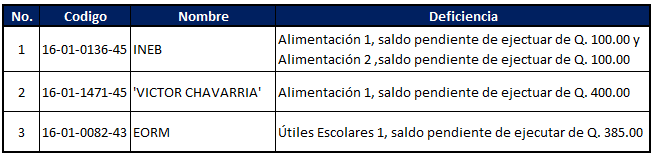 No. Codigo Nombre Deficiencia
1 16-01-0136-45 INEB Alimentación 1, saldo pendiente de ejectuar de Q. 100.00 y
Alimentación 2 ,saldo pendiente de ejectuar de Q. 100.00
2 16-01-1471-45 'VICTOR CHAVARRIA' Alimentación 1, saldo pendiente de ejectuar de Q. 400.00
3 16-01-0082-43 EORM Útiles Escolares 1, saldo pendiente de ejecutar de Q. 385.00